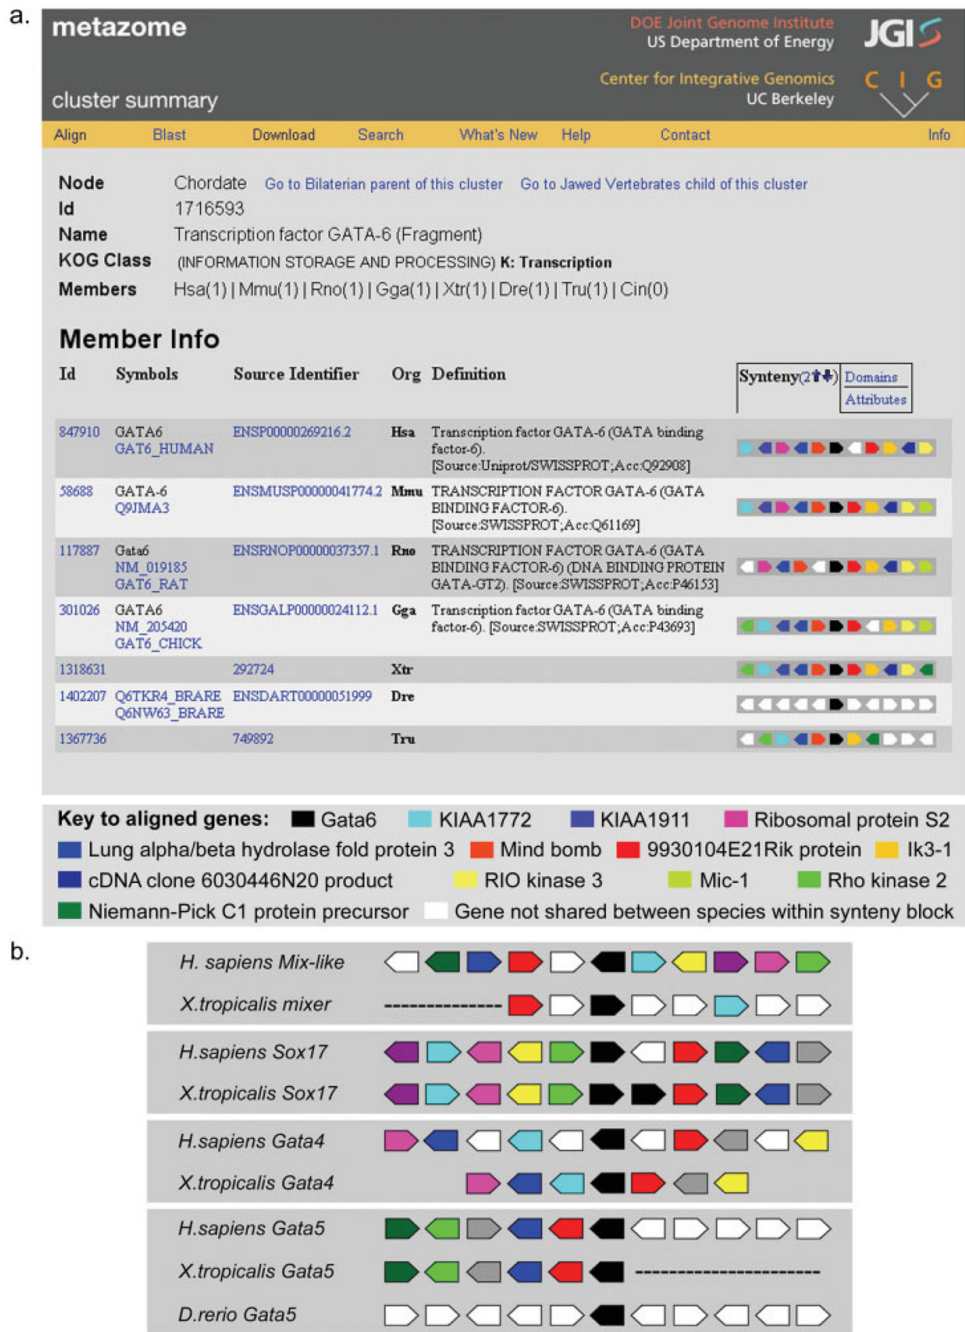 a.
metazome
DOE Joint Genome Institute
US Department of Energy
JGI
Center for Integrative Genomics
UC Berkeley
C I G
cluster summary
Align Blast Download Search What's New Help Contact Info
Node Chordate Go to Bilaterian parent of this cluster Go to Jawed Vertebrates child of this cluster
Id 1716593
Name Transcription factor GATA-6 (Fragment)
KOG Class (INFORMATION STORAGE AND PROCESSING) K: Transcription
Members Hsa(1) | Mmu(1) | Rno(1) | Gga(1) | Xtr(1) | Dre(1) | Tru(1) | Cin(0)
Member Info
Id Symbols Source Identifier Org Definition Synteny(2⬆⬇) Domains
Attributes
847910 GATA6 ENSP00000269216.2 Hsa Transcription factor GATA-6 (GATA binding
GAT6_HUMAN factor-6).
[Source:Uniprot/SWISSPROT;Acc:Q92908]
58688 GATA-6 ENSMUSP00000041774.2 Mmu TRANSCRIPTION FACTOR GATA-6 (GATA
Q9JMA3 BINDING FACTOR-6).
[Source:SWISSPROT;Acc:Q61169]
117887 Gata6 ENSRNOP00000037357.1 Rno TRANSCRIPTION FACTOR GATA-6 (GATA
NM_019185 BINDING FACTOR-6) (DNA BINDING PROTEIN
GAT6_RAT GATA-GT2). [Source:SWISSPROT;Acc:P46153]
301026 GATA6 ENSGALP00000024112.1 Gga Transcription factor GATA-6 (GATA binding
NM_205420 factor-6). [Source:SWISSPROT;Acc:P43693]
GAT6_CHICK
1318631 292724 Xtr
1402207 Q6TKR4_BRARE ENSDART00000051999 Dre
Q6NW63_BRARE
1367736 749892 Tru
Key to aligned genes: Gata6 KIAA1772 KIAA1911 Ribosomal protein S2
Lung alpha/beta hydrolase fold protein 3 Mind bomb 9930104E21Rik protein Ik3-1
cDNA clone 6030446N20 product RIO kinase 3 Mic-1 Rho kinase 2
Niemann-Pick C1 protein precursor Gene not shared between species within synteny block
b.
H. sapiens Mix-like
X.tropicalis mixer
H.sapiens Sox17
X.tropicalis Sox17
H.sapiens Gata4
X.tropicalis Gata4
H.sapiens Gata5
X.tropicalis Gata5
D.rerio Gata5